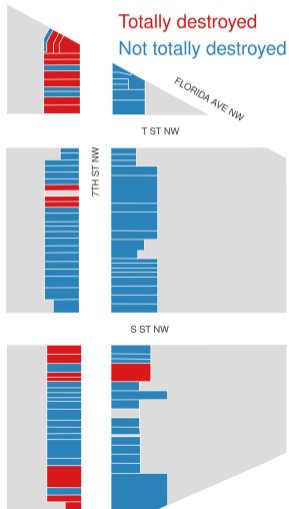 Totally destroyed
Not totally destroyed
FLORIDA AVE NW
T ST NW
7TH ST NW
S ST NW